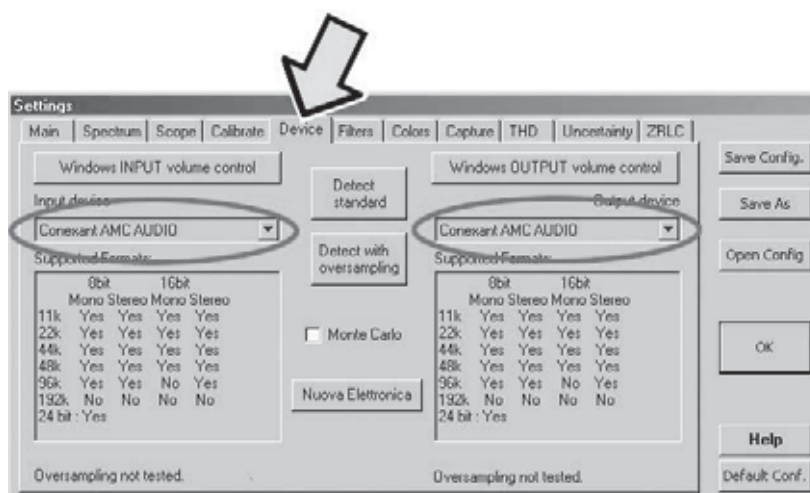 Settings
Main Spectrum Scope Calibrate Device Filters Colors Capture THD Uncertainty ZRLC
Windows INPUT volume control
Input device
Conexant AMC AUDIO
Supported Formats:
8bit 16bit
Mono Stereo Mono Stereo
11k Yes Yes Yes Yes
22k Yes Yes Yes Yes
44k Yes Yes Yes Yes
48k Yes Yes Yes Yes
96k Yes Yes No Yes
192k No No No No
24 bit : Yes
Oversampling not tested.
Detect standard
Detect with oversampling
Monte Carlo
Nuova Elettronica
Windows OUTPUT volume control
Output device
Conexant AMC AUDIO
Supported Formats:
8bit 16bit
Mono Stereo Mono Stereo
11k Yes Yes Yes Yes
22k Yes Yes Yes Yes
44k Yes Yes Yes Yes
48k Yes Yes Yes Yes
96k Yes Yes No Yes
192k No No No No
24 bit : Yes
Oversampling not tested.
Save Config.
Save As
Open Config
OK
Help
Default Conf.